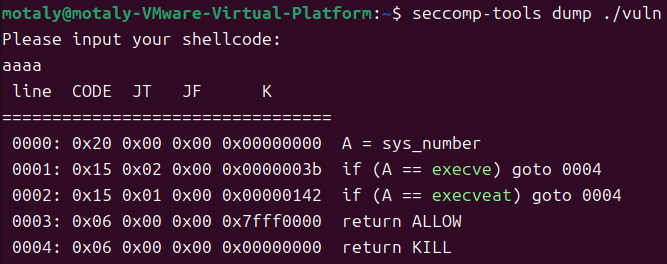 motaly@motaly-VMware-Virtual-Platform:~$ seccomp-tools dump ./vuln
Please input your shellcode:
aaaa
 line  CODE  JT   JF      K
=================================
 0000: 0x20 0x00 0x00 0x00000000  A = sys_number
 0001: 0x15 0x02 0x00 0x0000003b  if (A == execve) goto 0004
 0002: 0x15 0x01 0x00 0x00000142  if (A == execveat) goto 0004
 0003: 0x06 0x00 0x00 0x7fff0000  return ALLOW
 0004: 0x06 0x00 0x00 0x00000000  return KILL